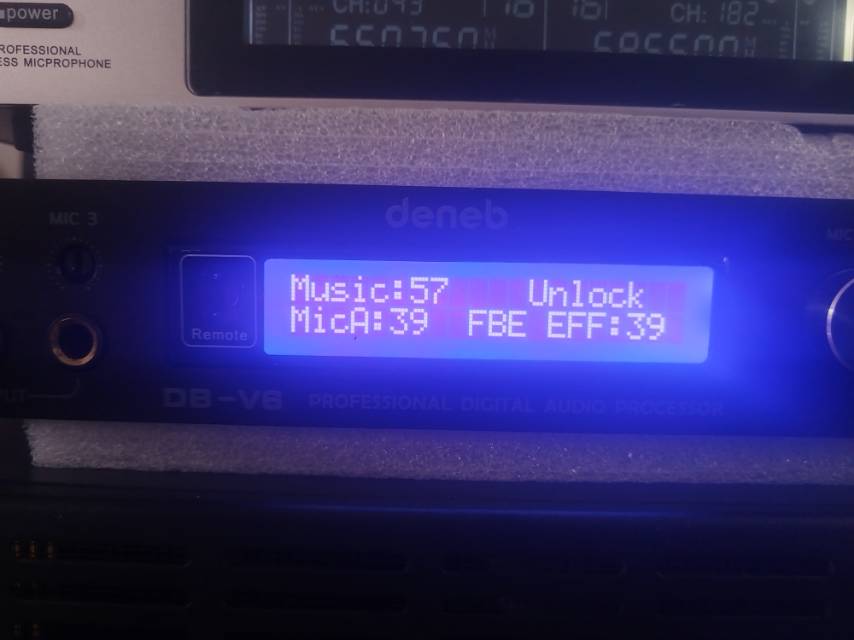 power
PROFESSIONAL
ESS MICPROPHONE
CH: 182
MIC 3
deneb
Remote
Music:57 Unlock
MicA:39 FBE EFF:39
DB-V6 PROFESSIONAL DIGITAL AUDIO PROCESSOR